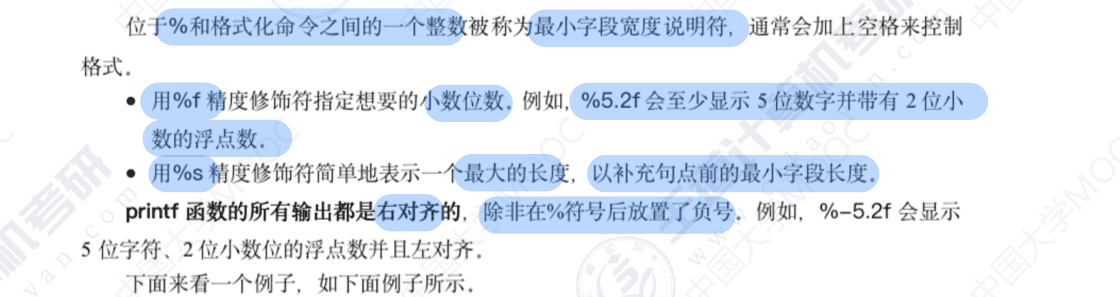 位于%和格式化命令之间的一个整数被称为最小字段宽度说明符，通常会加上空格来控制
格式。
• 用%f 精度修饰符指定想要的小数位数。例如，%5.2f 会至少显示 5 位数字并带有 2 位小
数的浮点数。
• 用%s 精度修饰符简单地表示一个最大的长度，以补充句点前的最小字段长度。
printf 函数的所有输出都是右对齐的，除非在%符号后放置了负号。例如，%-5.2f 会显示
5 位字符、2 位小数位的浮点数并且左对齐。
下面来看一个例子，如下面例子所示。